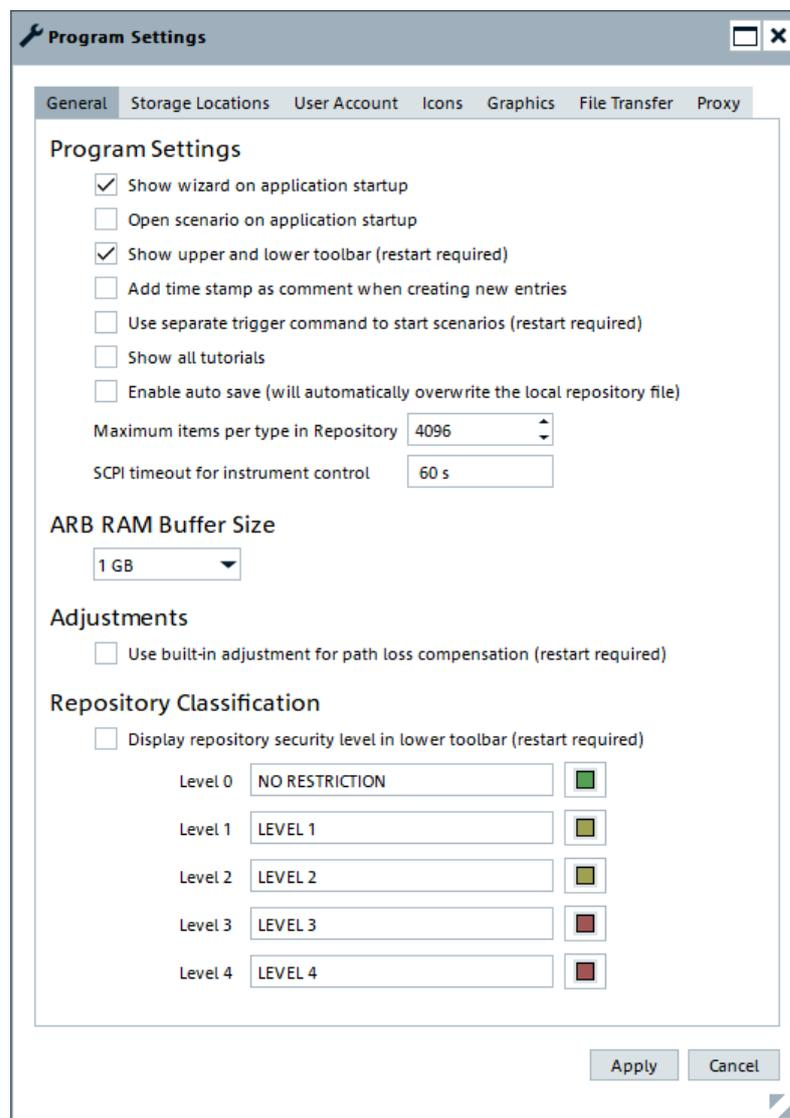 Program Settings
General Storage Locations User Account Icons Graphics File Transfer Proxy
Program Settings
Show wizard on application startup
Open scenario on application startup
Show upper and lower toolbar (restart required)
Add time stamp as comment when creating new entries
Use separate trigger command to start scenarios (restart required)
Show all tutorials
Enable auto save (will automatically overwrite the local repository file)
Maximum items per type in Repository 4096
SCPI timeout for instrument control 60 s
ARB RAM Buffer Size
1 GB
Adjustments
Use built-in adjustment for path loss compensation (restart required)
Repository Classification
Display repository security level in lower toolbar (restart required)
Level 0 NO RESTRICTION
Level 1 LEVEL 1
Level 2 LEVEL 2
Level 3 LEVEL 3
Level 4 LEVEL 4
Apply Cancel